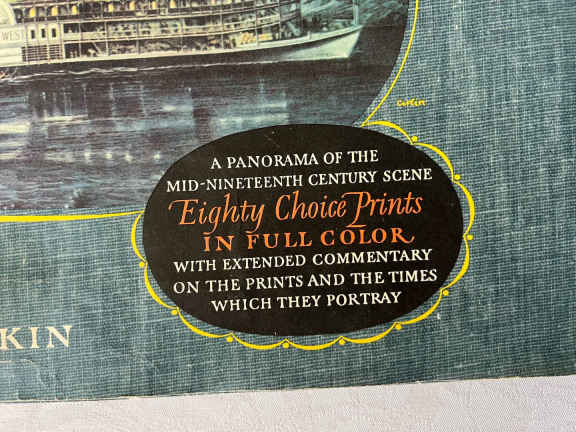 WEST
A PANORAMA OF THE
MID-NINETEENTH CENTURY SCENE
Eighty Choice Prints
IN FULL COLOR
WITH EXTENDED COMMENTARY
ON THE PRINTS AND THE TIMES
WHICH THEY PORTRAY
KIN